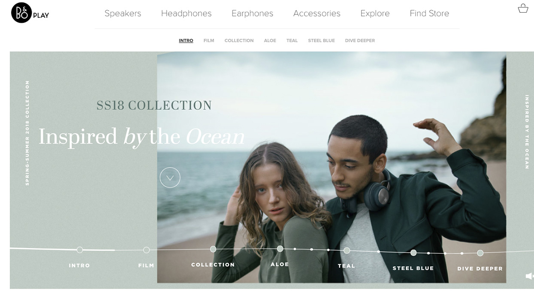 B&O PLAY
Speakers Headphones Earphones Accessories Explore Find Store
INTRO FILM COLLECTION ALOE TEAL STEEL BLUE DIVE DEEPER
SPRING-SUMMER 2018 COLLECTION
SS18 COLLECTION
Inspired by the Ocean
INSPIRED BY THE OCEAN
INTRO FILM COLLECTION ALOE TEAL STEEL BLUE DIVE DEEPER